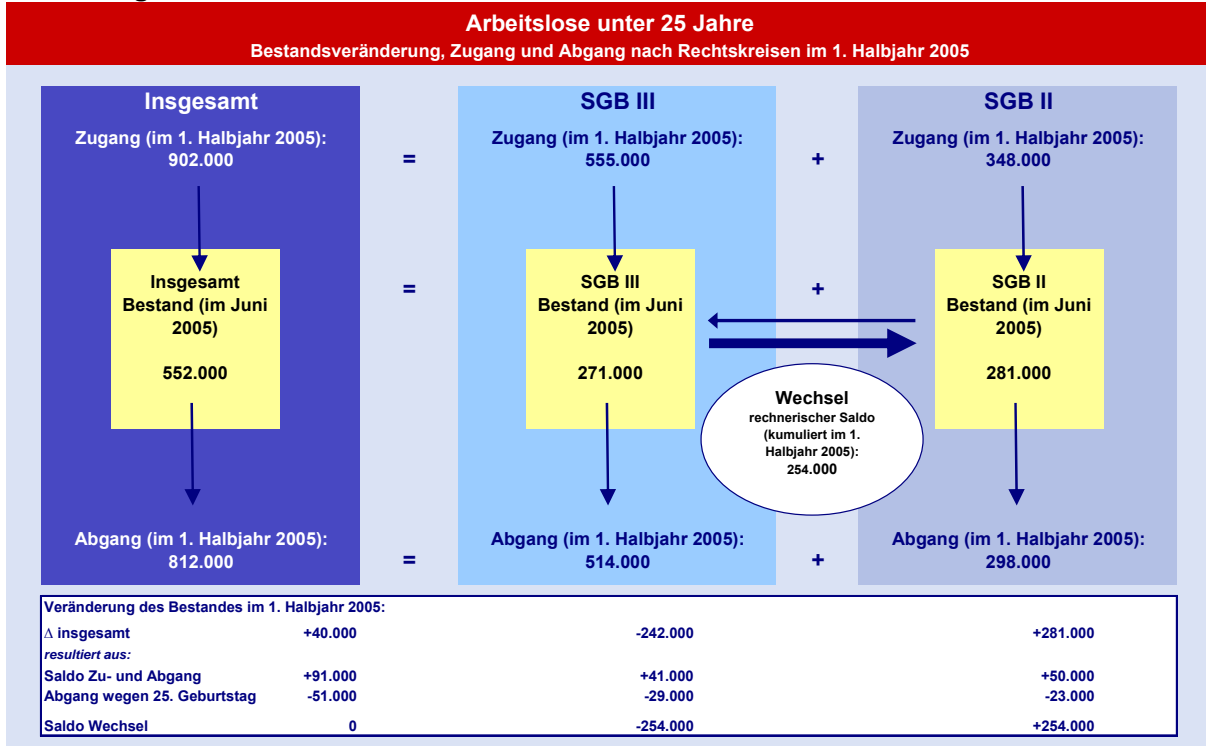 Arbeitslose unter 25 Jahre
Bestandsveränderung, Zugang und Abgang nach Rechtskreisen im 1. Halbjahr 2005
Insgesamt
Zugang (im 1. Halbjahr 2005):
902.000
=
SGB III
Zugang (im 1. Halbjahr 2005):
555.000
+
SGB II
Zugang (im 1. Halbjahr 2005):
348.000
Insgesamt
Bestand (im Juni
2005)
552.000
=
SGB III
Bestand (im Juni
2005)
271.000
+
SGB II
Bestand (im Juni
2005)
281.000
Wechsel
rechnerischer Saldo
(kumuliert im 1.
Halbjahr 2005):
254.000
Abgang (im 1. Halbjahr 2005):
812.000
=
Abgang (im 1. Halbjahr 2005):
514.000
+
Abgang (im 1. Halbjahr 2005):
298.000
Veränderung des Bestandes im 1. Halbjahr 2005:
Δ insgesamt +40.000 -242.000 +281.000
resultiert aus:
Saldo Zu- und Abgang +91.000 +41.000 +50.000
Abgang wegen 25. Geburtstag -51.000 -29.000 -23.000
Saldo Wechsel 0 -254.000 +254.000